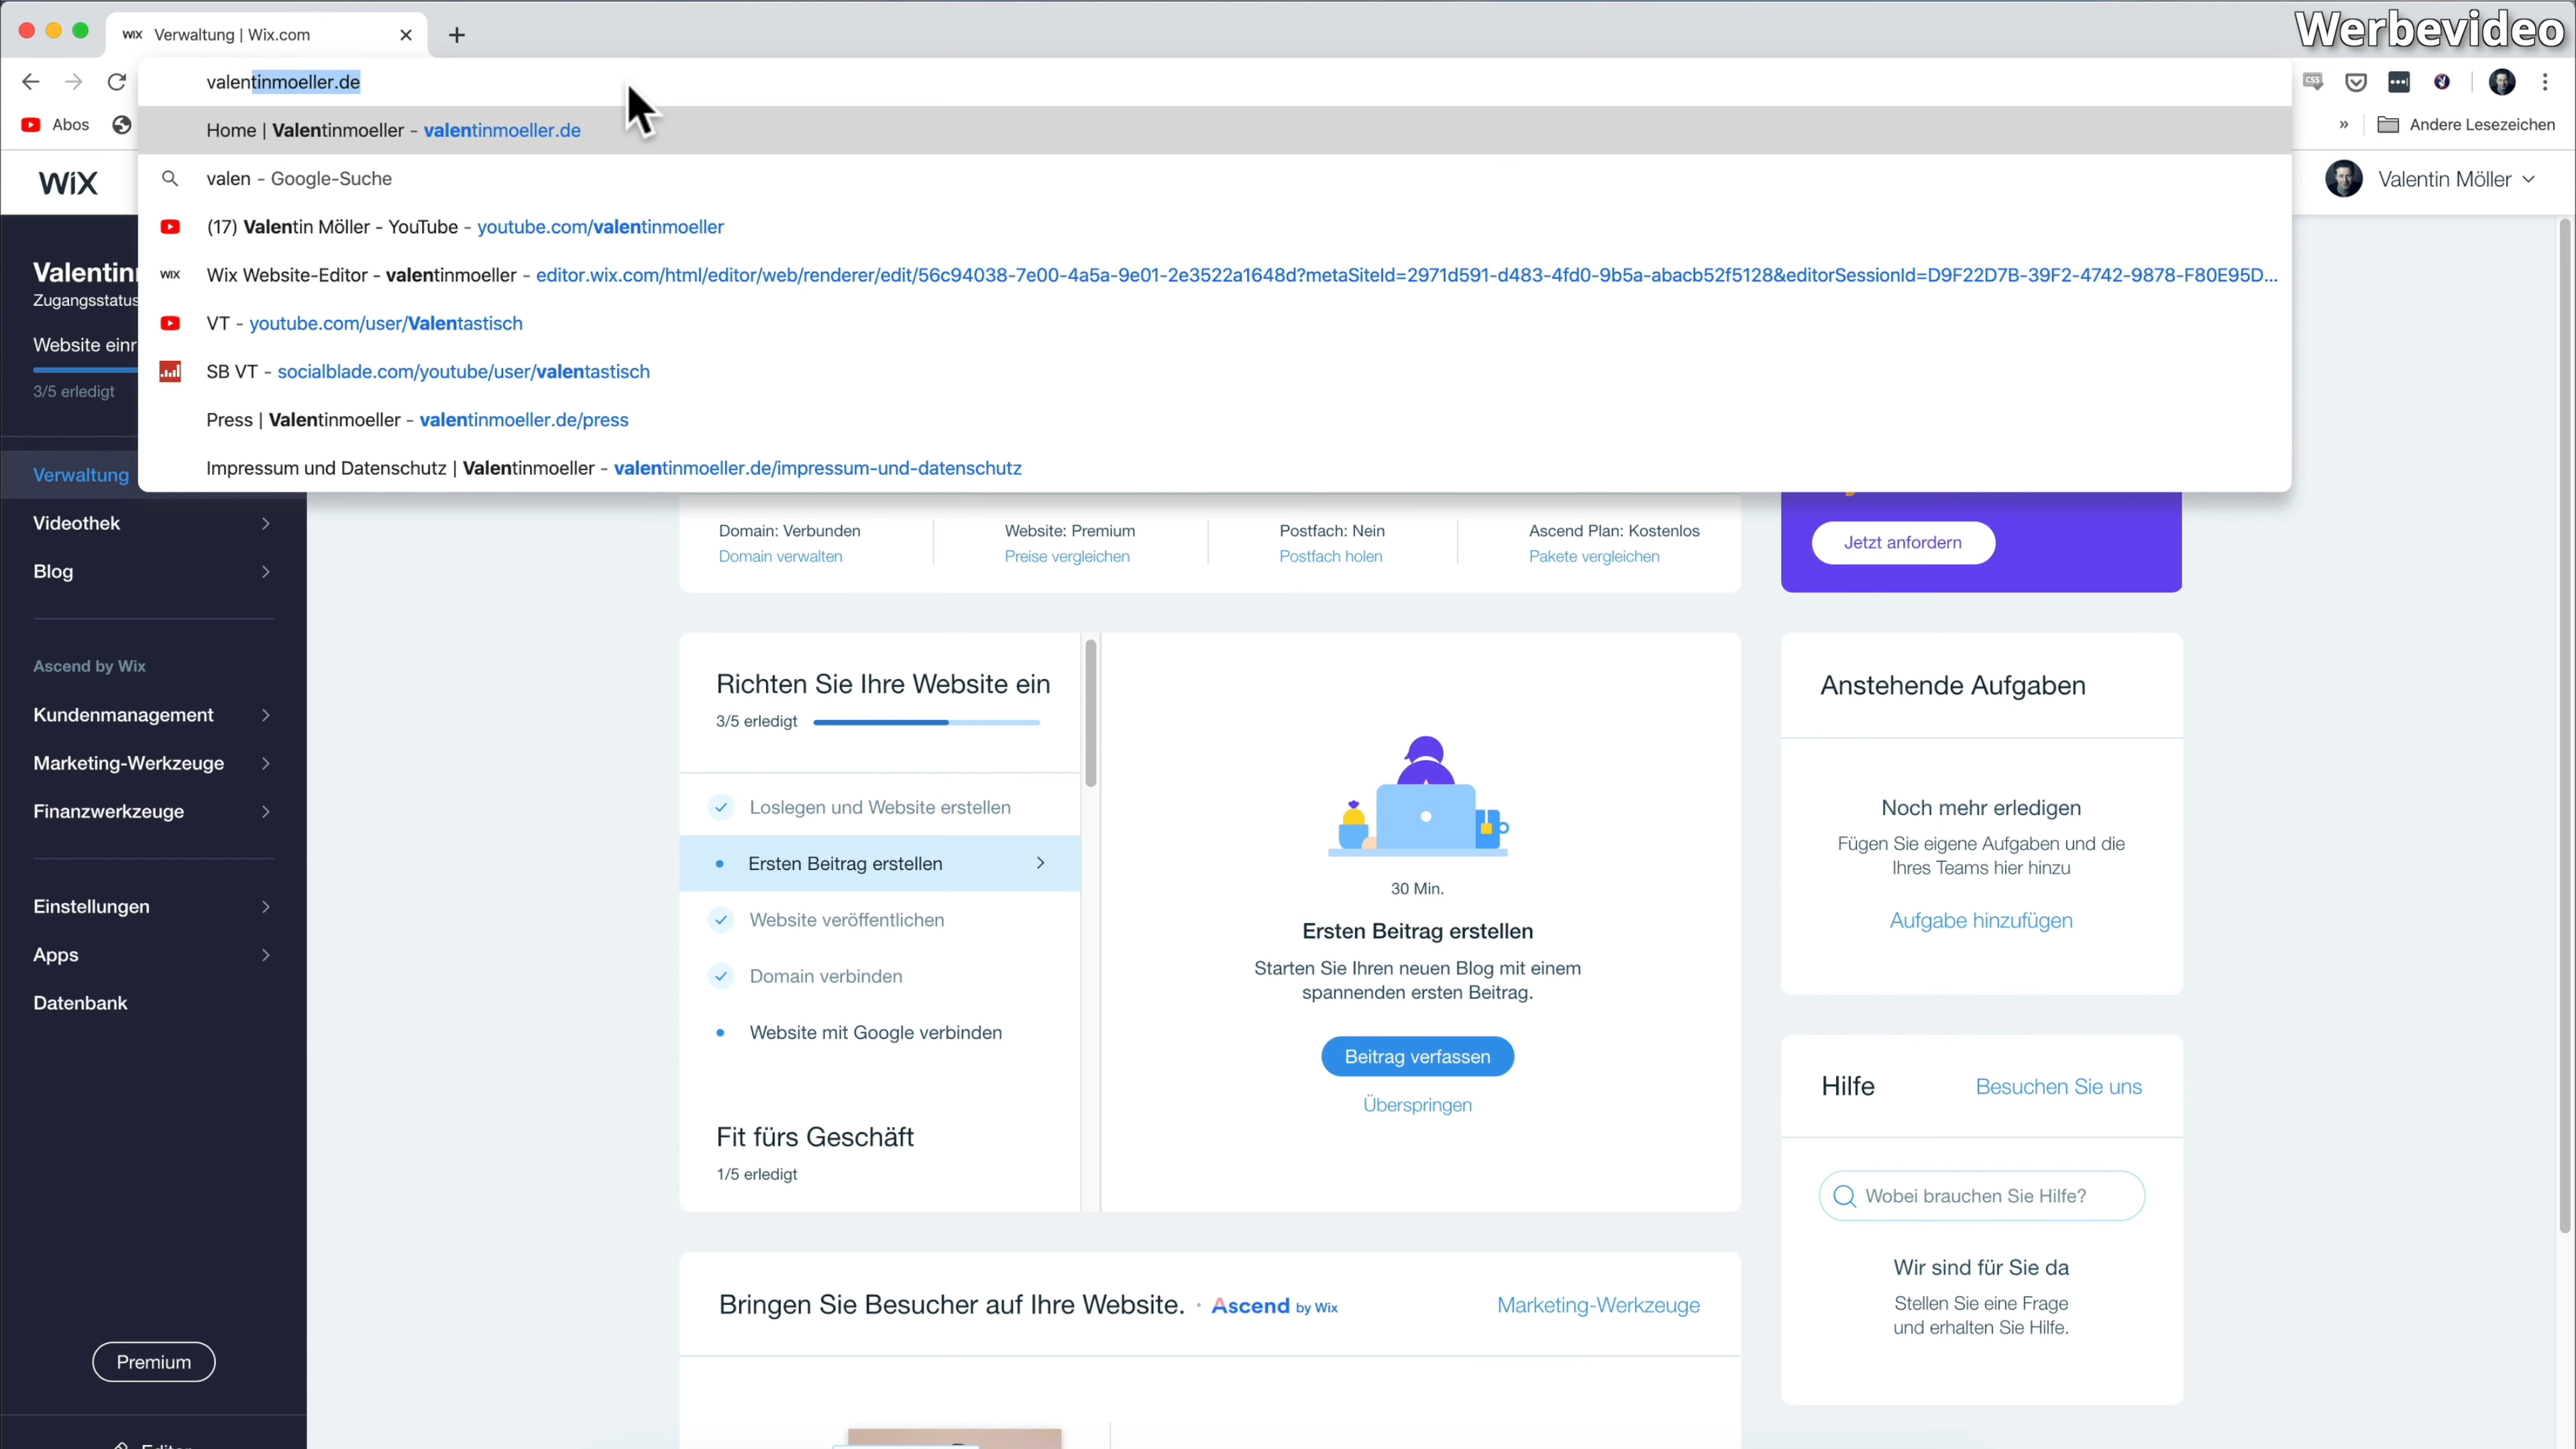 WiX Verwaltung | Wix.com
Werbevideo
valentinmoeller.de
CSS
Abos
Andere Lesezeichen
Home | Valentinmoeller - valentinmoeller.de
valen - Google-Suche
(17) Valentin Möller - YouTube - youtube.com/valentinmoeller
WIX Wix Website-Editor - valentinmoeller - editor.wix.com/html/editor/web/renderer/edit/56c94038-7e00-4a5a-9e01-2e3522a1648d?metaSiteId=2971d591-d483-4fd0-9b5a-abacb52f5128&editorSessionId=D9F22D7B-39F2-4742-9878-F80E95D...
VT - youtube.com/user/Valentastisch
SB VT - socialblade.com/youtube/user/valentastisch
Press | Valentinmoeller - valentinmoeller.de/press
Impressum und Datenschutz | Valentinmoeller - valentinmoeller.de/impressum-und-datenschutz
WiX
Valentin Möller
Zugangsstatus
3/5 erledigt
Verwaltung
Videothek
Blog
Ascend by Wix
Kundenmanagement
Marketing-Werkzeuge
Finanzwerkzeuge
Einstellungen
Apps
Datenbank
Premium
Domain: Verbunden
Domain verwalten
Website: Premium
Preise vergleichen
Postfach: Nein
Postfach holen
Ascend Plan: Kostenlos
Pakete vergleichen
Jetzt anfordern
Richten Sie Ihre Website ein
3/5 erledigt
Loslegen und Website erstellen
Ersten Beitrag erstellen
Website veröffentlichen
Domain verbinden
Website mit Google verbinden
Fit fürs Geschäft
1/5 erledigt
30 Min.
Ersten Beitrag erstellen
Starten Sie Ihren neuen Blog mit einem
spannenden ersten Beitrag.
Beitrag verfassen
Überspringen
Anstehende Aufgaben
Noch mehr erledigen
Fügen Sie eigene Aufgaben und die
Ihres Teams hier hinzu
Aufgabe hinzufügen
Hilfe
Besuchen Sie uns
Wobei brauchen Sie Hilfe?
Wir sind für Sie da
Stellen Sie eine Frage
und erhalten Sie Hilfe.
Bringen Sie Besucher auf Ihre Website. • Ascend by Wix
Marketing-Werkzeuge